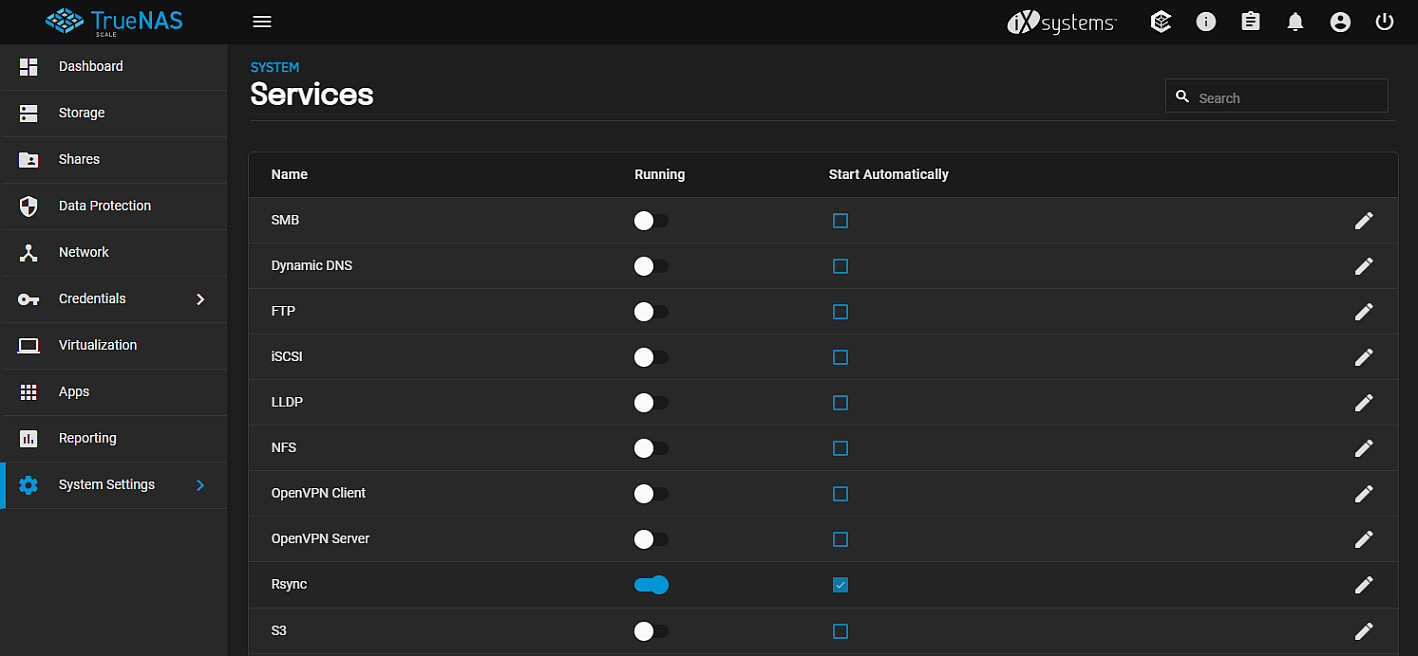 TrueNAS
SCALE
iXsystems
Dashboard
Storage
Shares
Data Protection
Network
Credentials
Virtualization
Apps
Reporting
System Settings
SYSTEM
Services
Search
Name Running Start Automatically
SMB
Dynamic DNS
FTP
iSCSI
LLDP
NFS
OpenVPN Client
OpenVPN Server
Rsync
S3